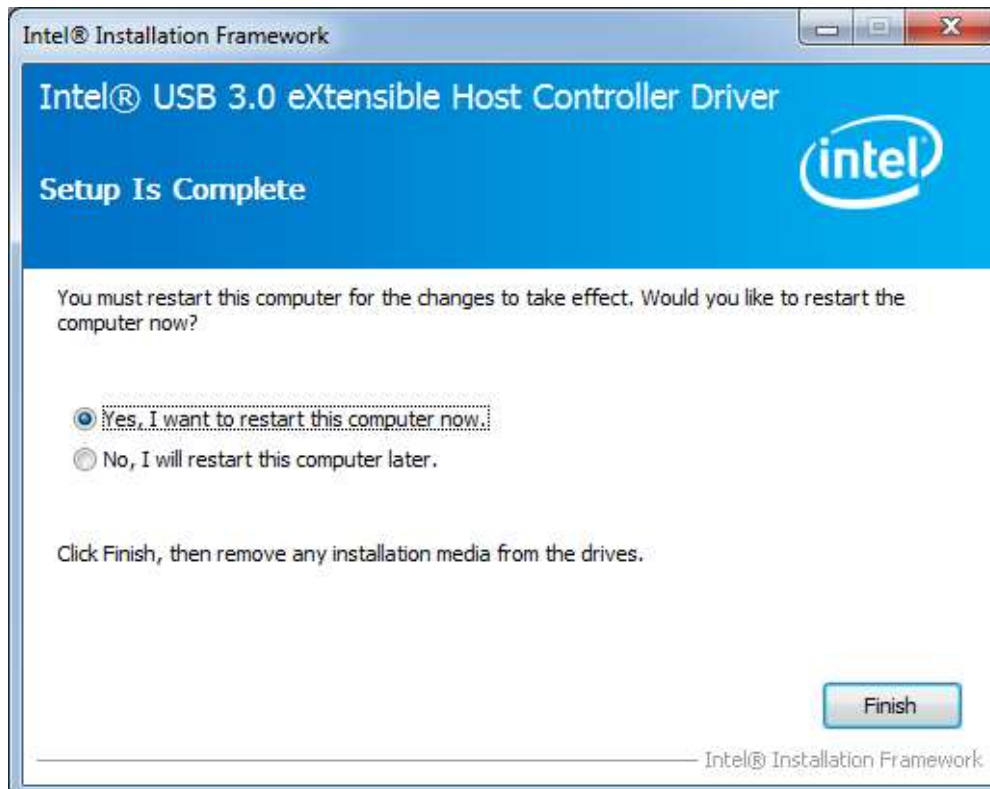 Intel® Installation Framework
Intel® USB 3.0 eXtensible Host Controller Driver
intel
Setup Is Complete
You must restart this computer for the changes to take effect. Would you like to restart the
computer now?
Yes, I want to restart this computer now.
No, I will restart this computer later.
Click Finish, then remove any installation media from the drives.
Finish
Intel® Installation Framework